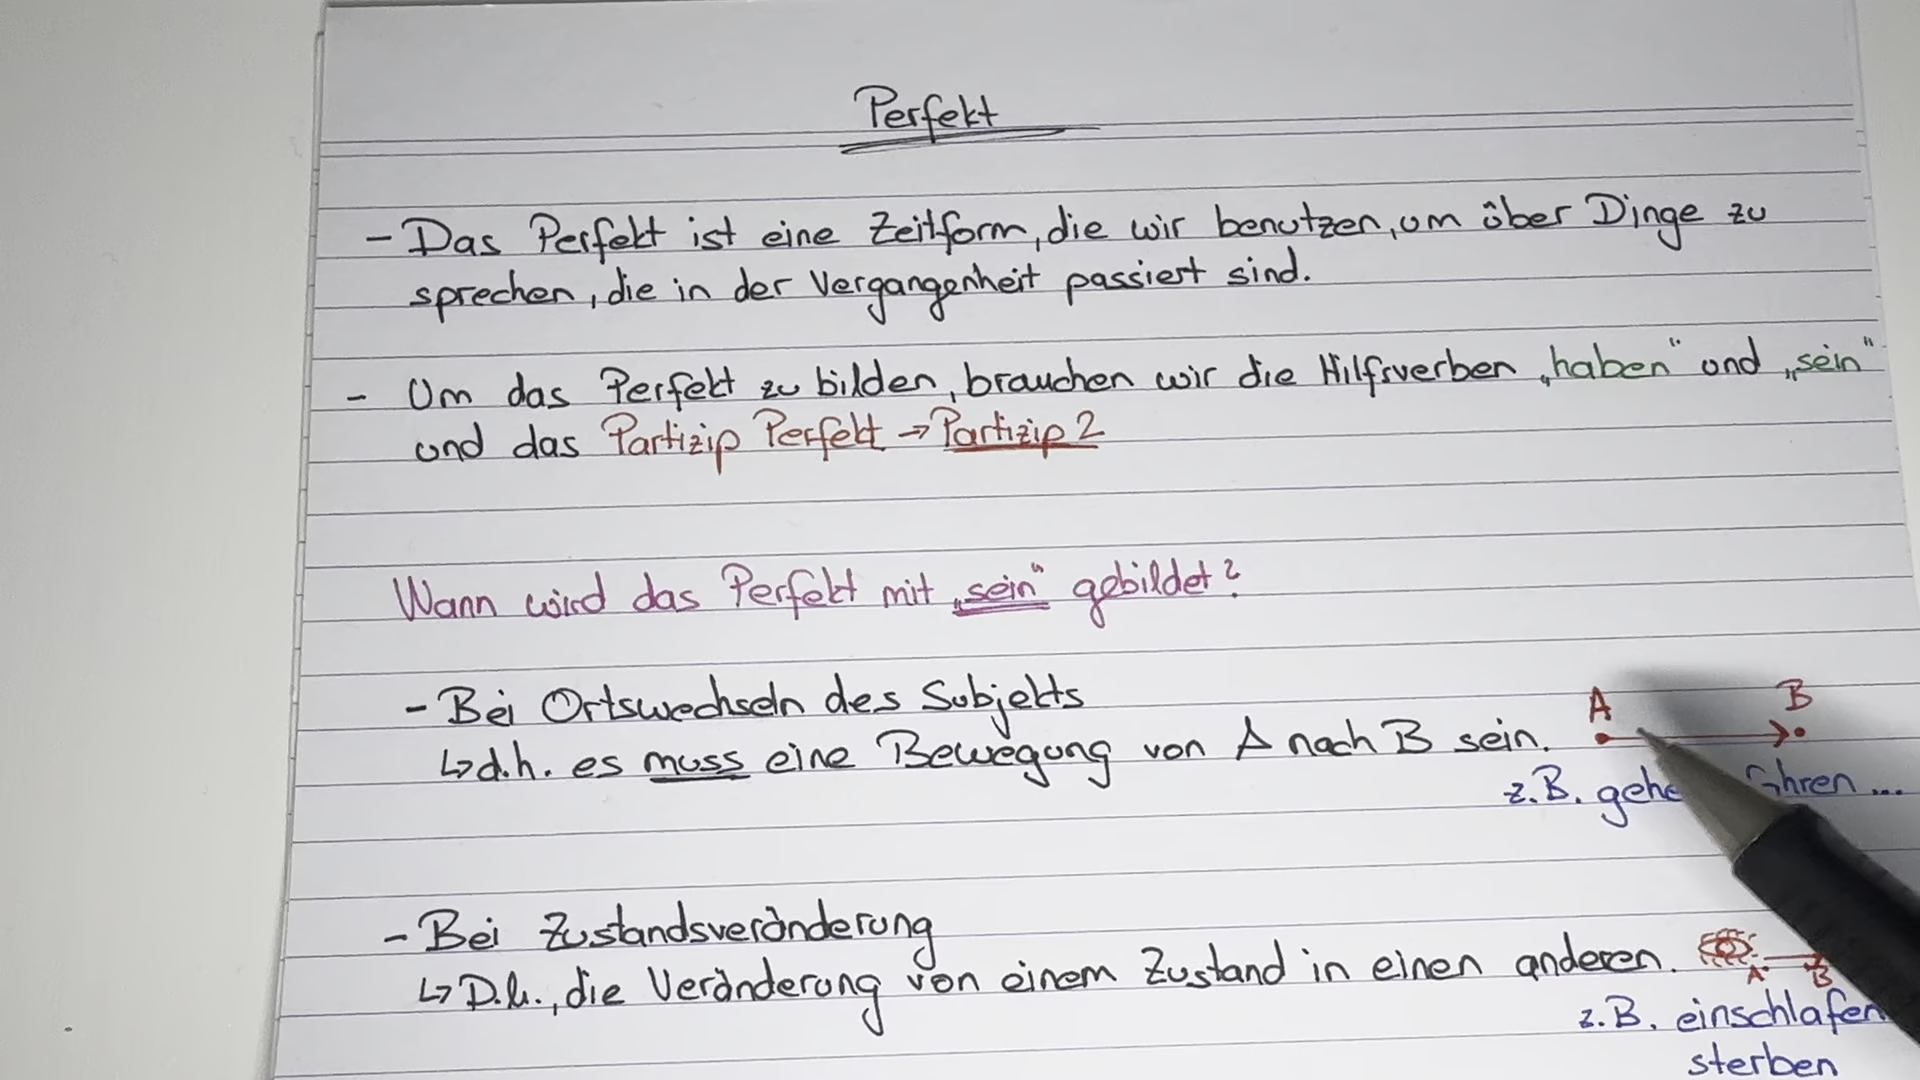 Perfekt
- Das Perfekt ist eine Zeitform, die wir benutzen, um über Dinge zu
sprechen, die in der Vergangenheit passiert sind.
- Um das Perfekt zu bilden, brauchen wir die Hilfsverben „haben“ und „sein“
und das Partizip Perfekt → Partizip 2
Wann wird das Perfekt mit „sein“ gebildet?
- Bei Ortswechseln des Subjekts
A B
↳ d.h. es muss eine Bewegung von A nach B sein.
z.B. ...
- Bei Zustandsveränderung
↳ D.h., die Veränderung von einem Zustand in einen anderen.
A B
z.B. einschlafen
sterben